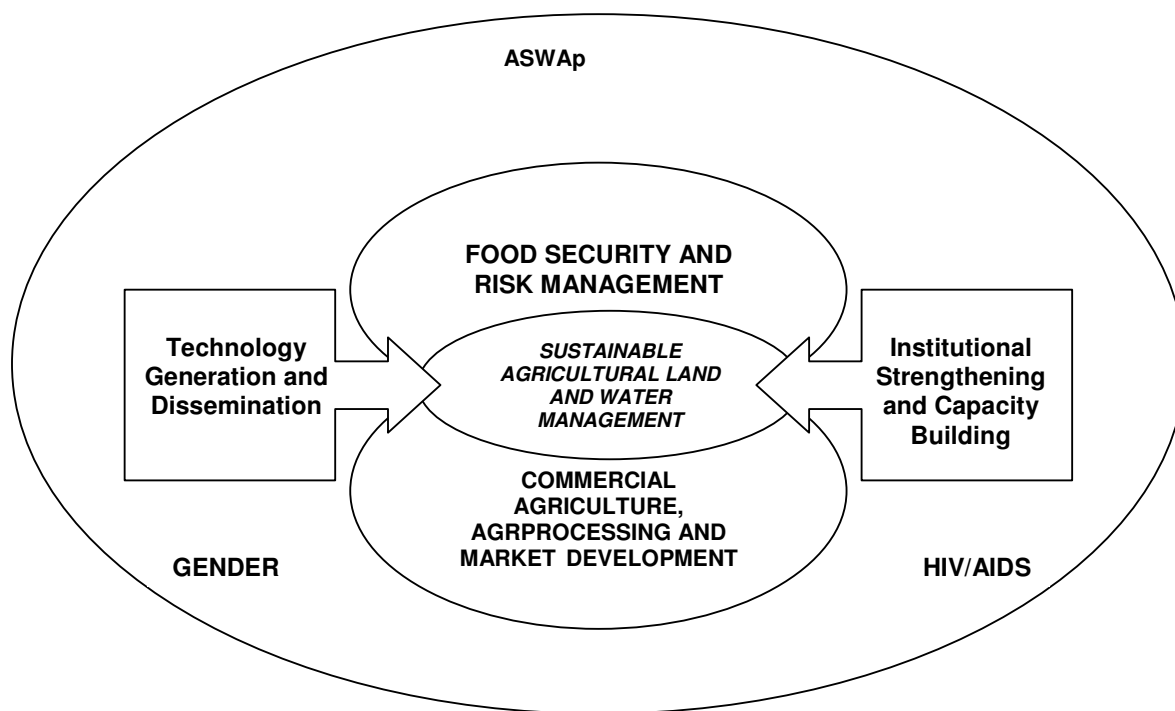 ASWAp
FOOD SECURITY AND
RISK MANAGEMENT
Technology
Generation and
Dissemination
SUSTAINABLE
AGRICULTURAL LAND
AND WATER
MANAGEMENT
Institutional
Strengthening
and Capacity
Building
COMMERCIAL
AGRICULTURE,
AGRPROCESSING AND
MARKET DEVELOPMENT
GENDER
HIV/AIDS